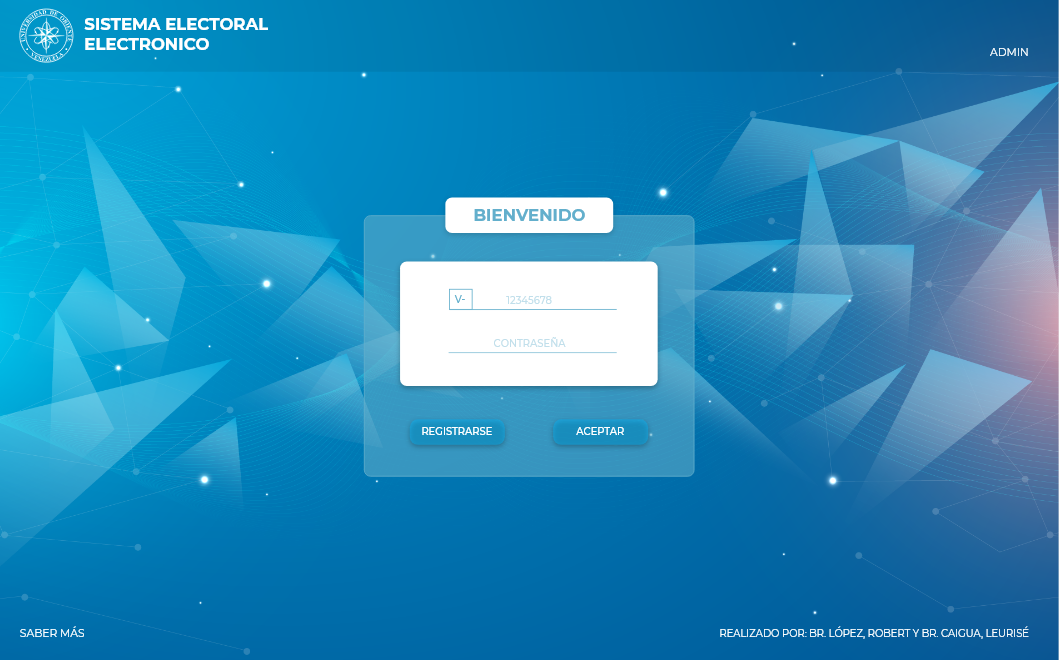 UNIVERSIDAD DE ORIENTE
VENEZUELA
SISTEMA ELECTORAL
ELECTRONICO
ADMIN
BIENVENIDO
V- 12345678
CONTRASEÑA
REGISTRARSE ACEPTAR
SABER MÁS REALIZADO POR: BR. LÓPEZ, ROBERT Y BR. CAIGUA, LEURISÉ